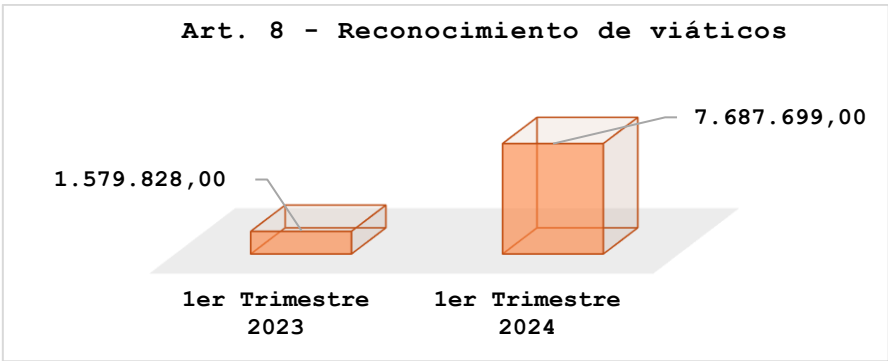 Art. 8 - Reconocimiento de viáticos
7.687.699,00
1.579.828,00
1er Trimestre
2023
1er Trimestre
2024